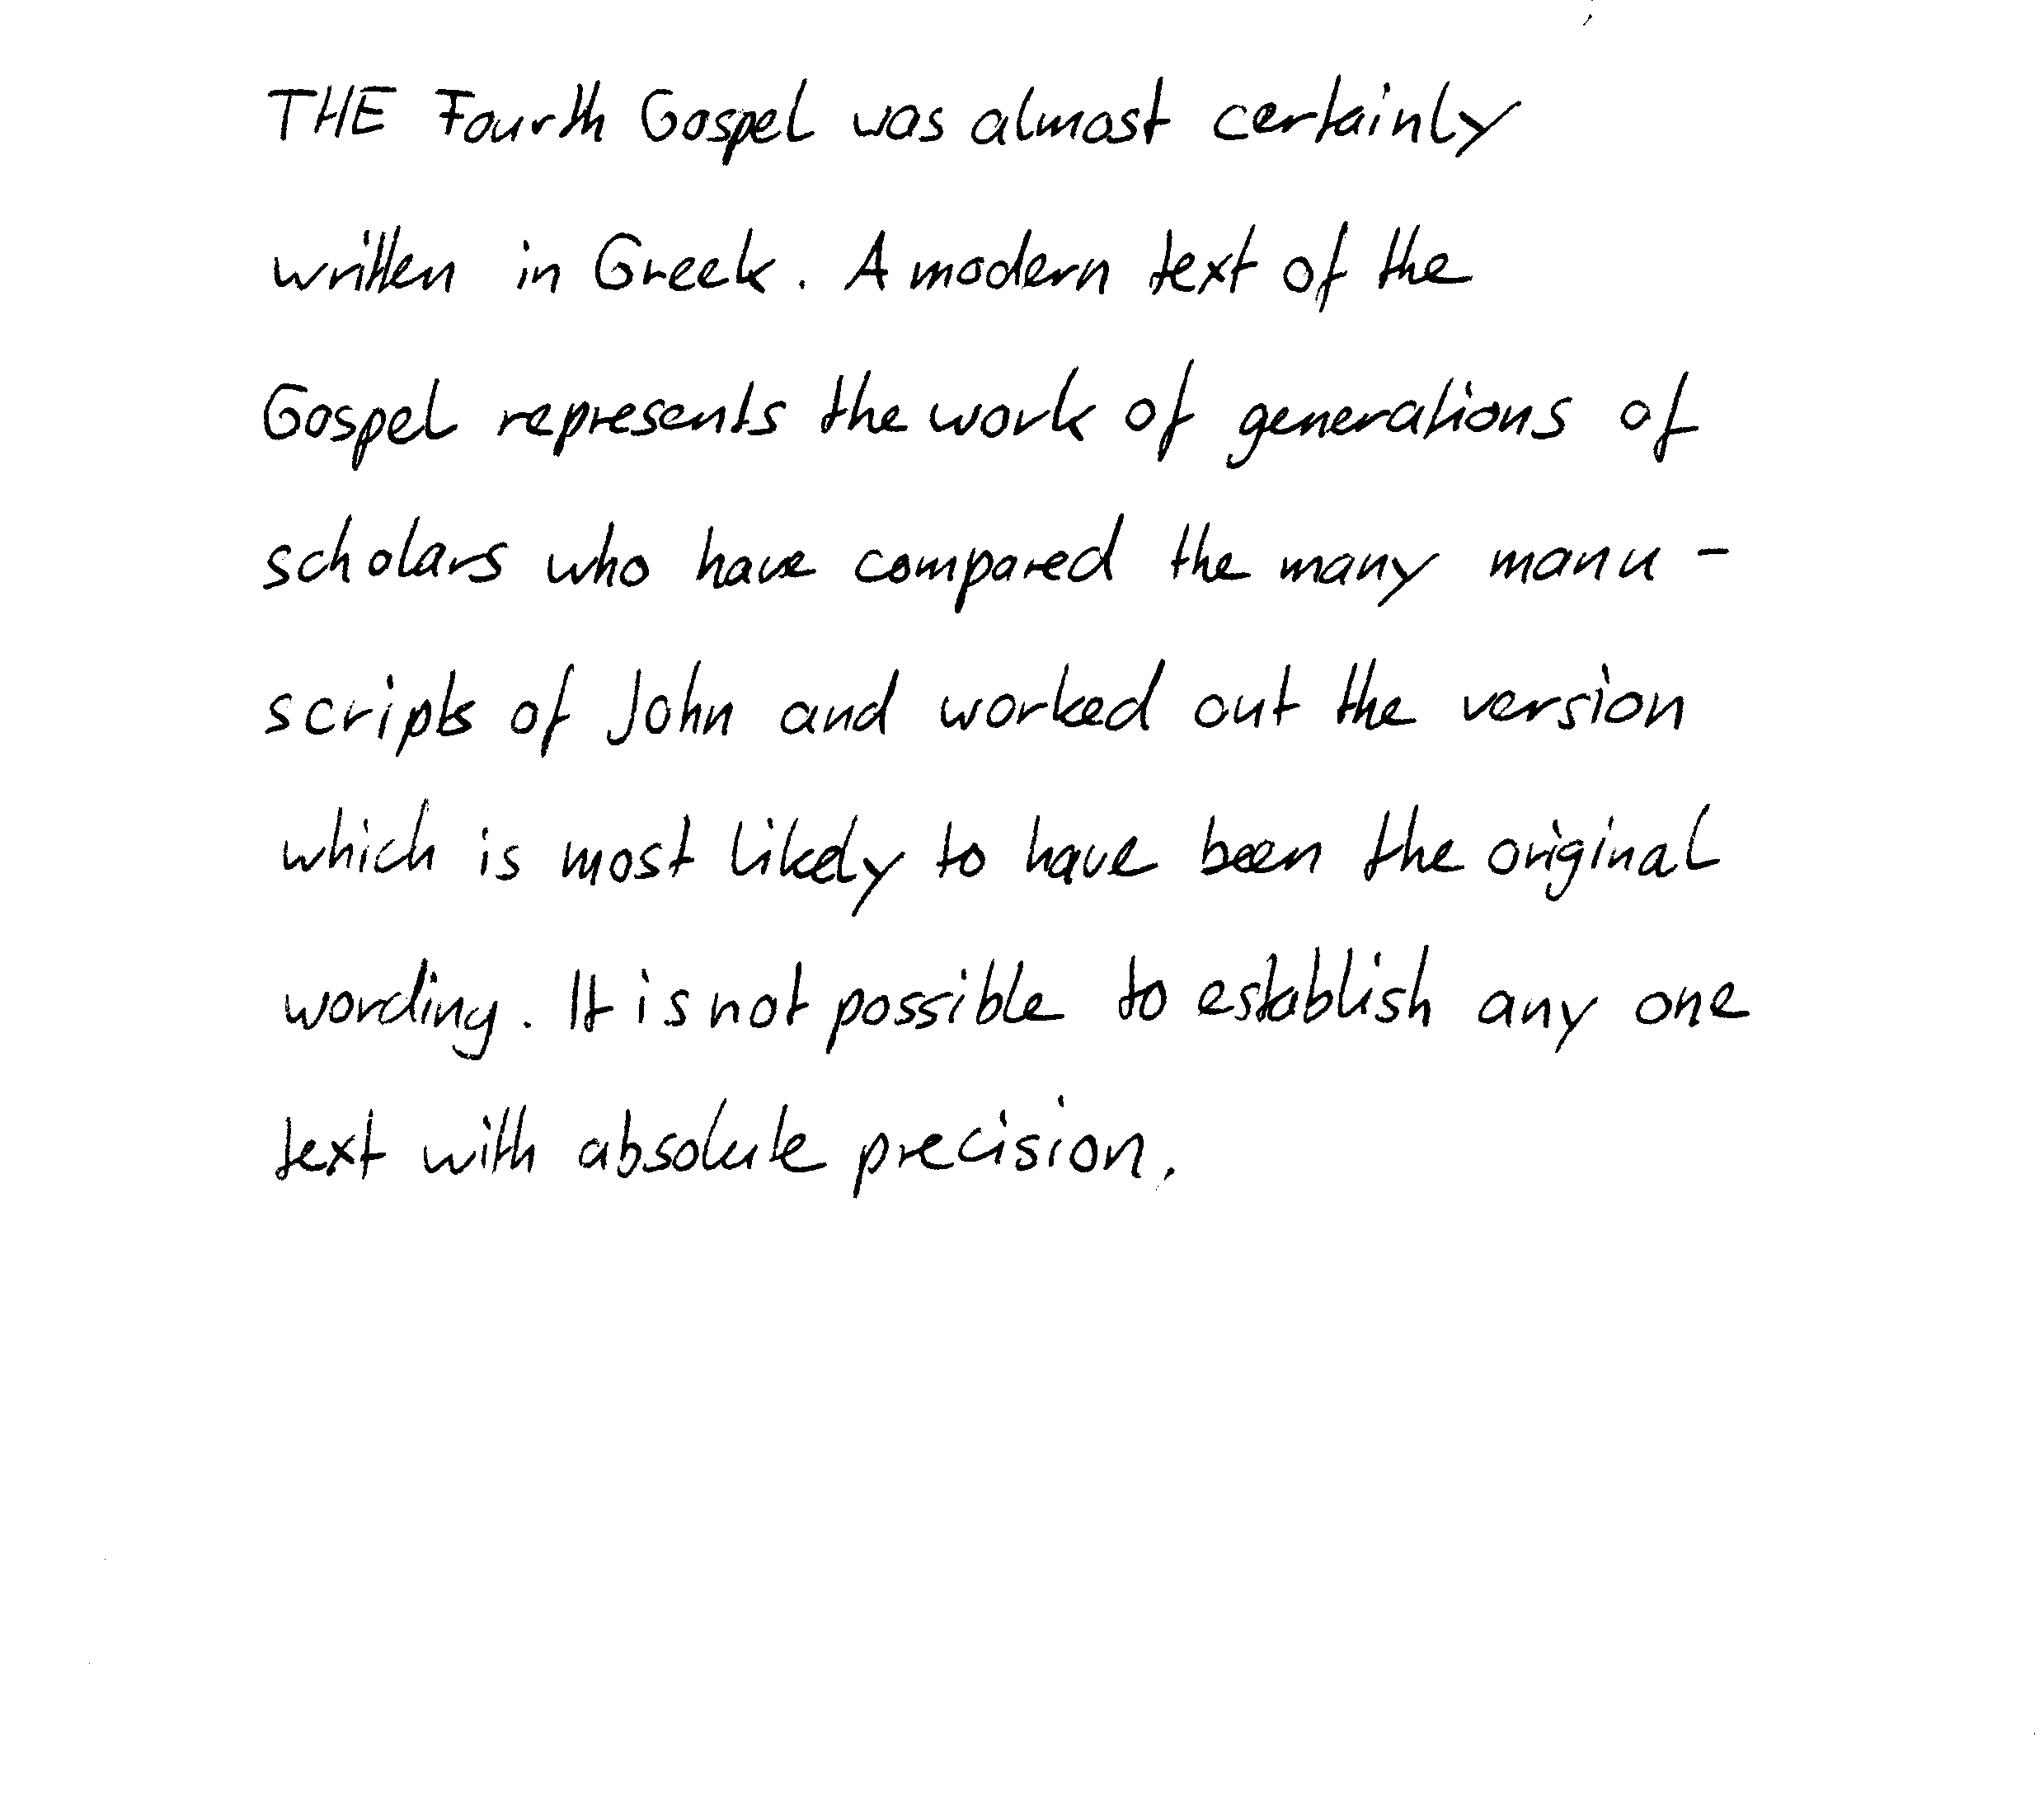 THE Fourth Gospel was almost certainly
written in Greek. A modern text of the
Gospel represents the work of generations of
scholars who have compared the many manu-
scripts of John and worked out the version
which is most likely to have been the original
wording. It is not possible to establish any one
text with absolute precision.